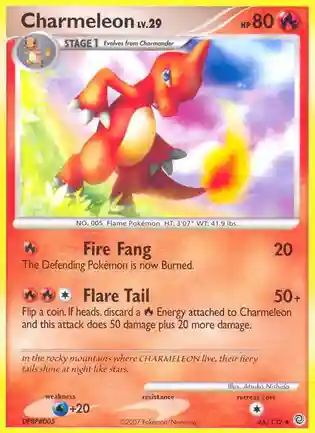 Charmeleon LV.29
HP 80
STAGE 1 Evolves from Charmander
NO. 005 Flame Pokémon HT: 3'07" WT: 41.9 lbs.
Fire Fang 20
The Defending Pokémon is now Burned.
Flare Tail 50+
Flip a coin. If heads, discard a Energy attached to Charmeleon
and this attack does 50 damage plus 20 more damage.
In the rocky mountains where CHARMELEON live, their fiery
tails shine at night like stars.
Illus. Atsuko Nishida
weakness resistance retreat cost
+20
DPBP#005 ©2007 Pokémon/Nintendo